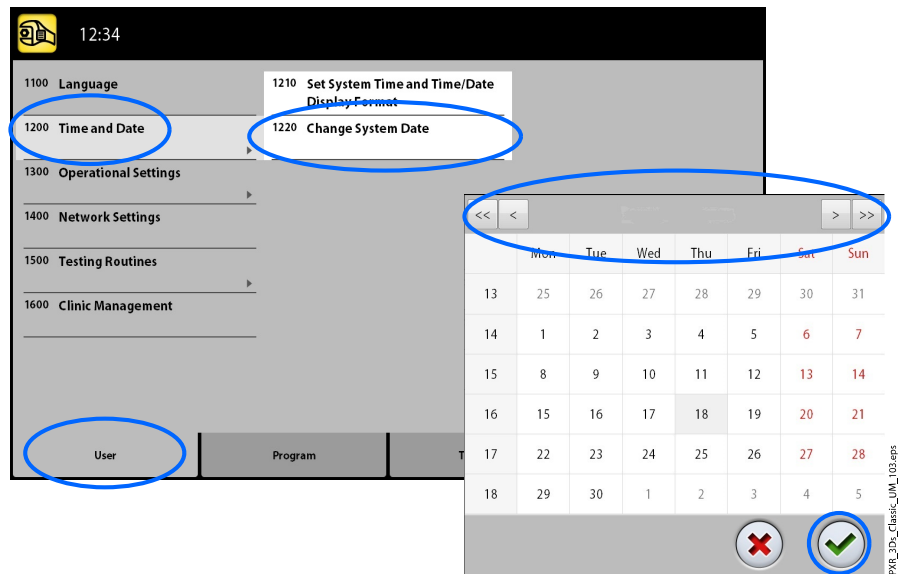 12:34
1100 Language
1200 Time and Date
1300 Operational Settings
1400 Network Settings
1500 Testing Routines
1600 Clinic Management
1210 Set System Time and Time/Date
Display Format
1220 Change System Date
User Program
<< < > >>
Mon Tue Wed Thu Fri Sat Sun
13 25 26 27 28 29 30 31
14 1 2 3 4 5 6 7
15 8 9 10 11 12 13 14
16 15 16 17 18 19 20 21
17 22 23 24 25 26 27 28
18 29 30 1 2 3 4 5
PXR_3Ds_Classic_UM_103.eps